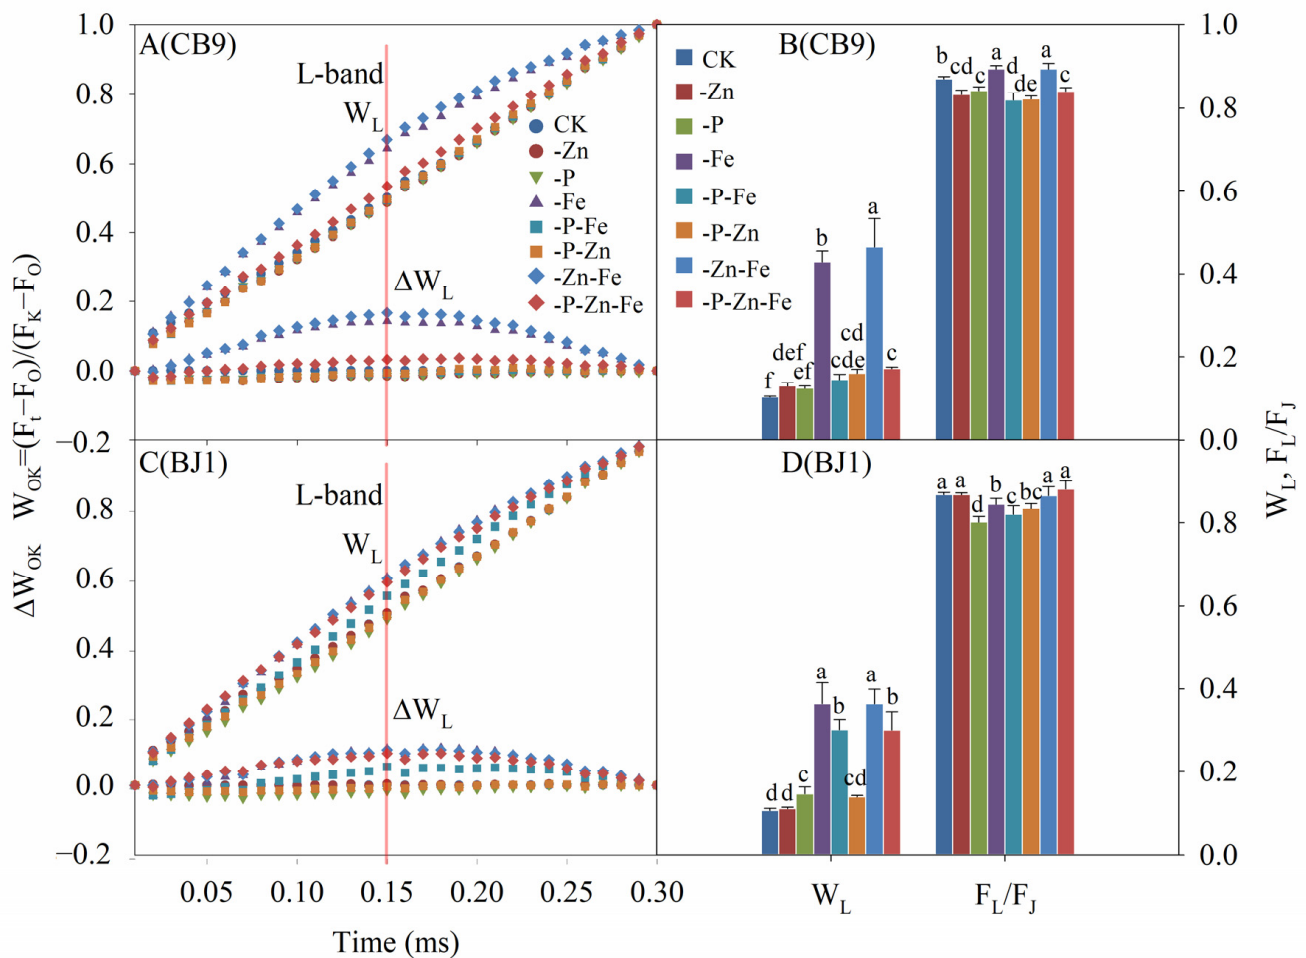 ΔW_OK W_OK=(F_t−F_O)/(F_K−F_O)
1.0
0.8
0.6
0.4
0.2
0.0
−0.2
A(CB9)
L-band
W_L
CK
-Zn
-P
-Fe
-P-Fe
-P-Zn
-Zn-Fe
-P-Zn-Fe
ΔW_L
B(CB9)
CK
-Zn
-P
-Fe
-P-Fe
-P-Zn
-Zn-Fe
-P-Zn-Fe
f def ef b cde cd a c
b cd c a d de a c
1.0
0.8
0.6
0.4
0.2
0.0
C(BJ1)
L-band
W_L
ΔW_L
0.8
0.6
0.4
0.2
0.0
−0.2
0.05 0.10 0.15 0.20 0.25 0.30
Time (ms)
D(BJ1)
d d c a b cd a b
a a d b c bc a a
0.8
0.6
0.4
0.2
0.0
W_L F_L/F_J
W_L, F_L/F_J